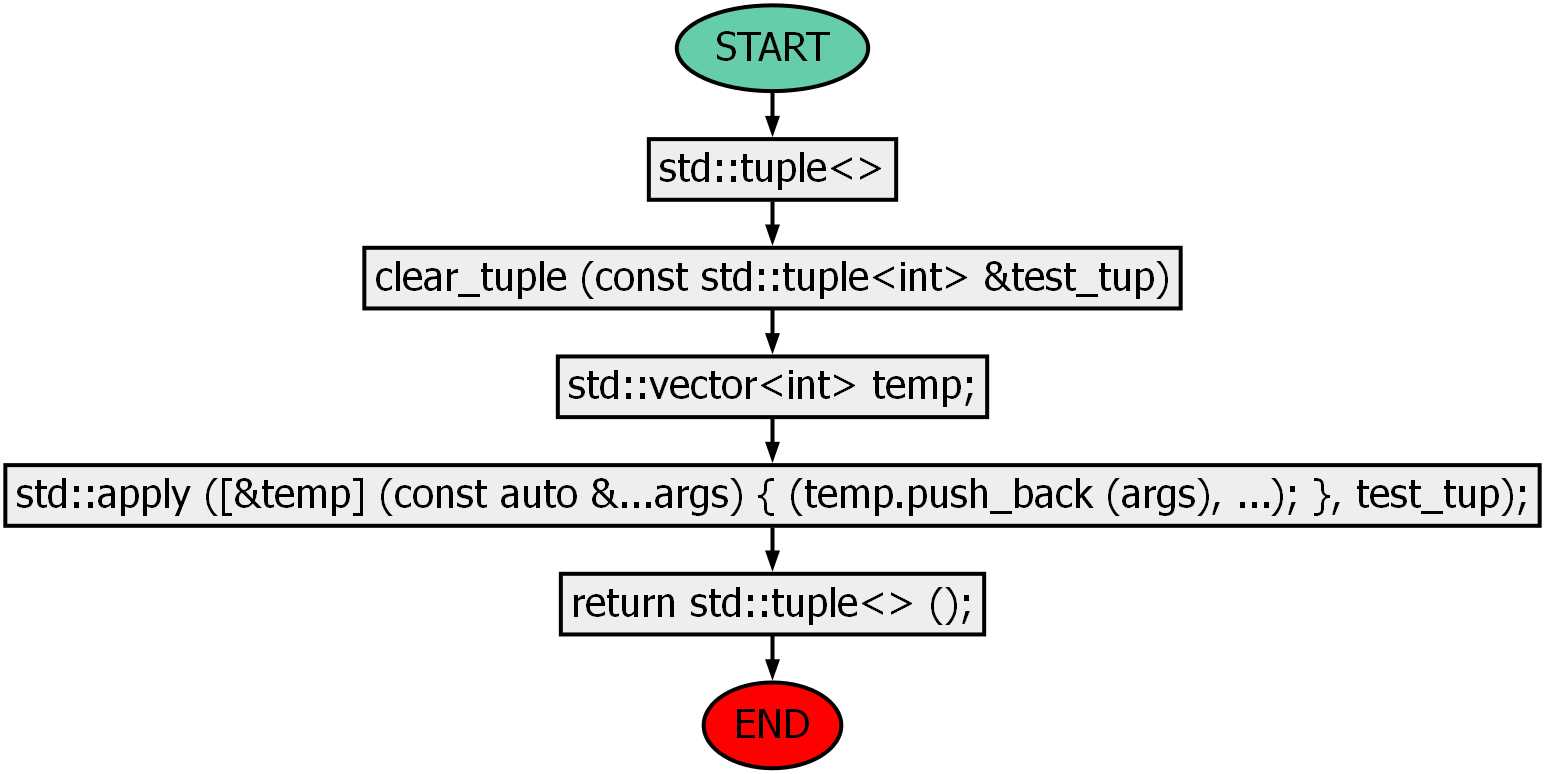 START
std::tuple<>
clear_tuple (const std::tuple<int> &test_tup)
std::vector<int> temp;
std::apply ([&temp] (const auto &...args) { (temp.push_back (args), ...); }, test_tup);
return std::tuple<> ();
END